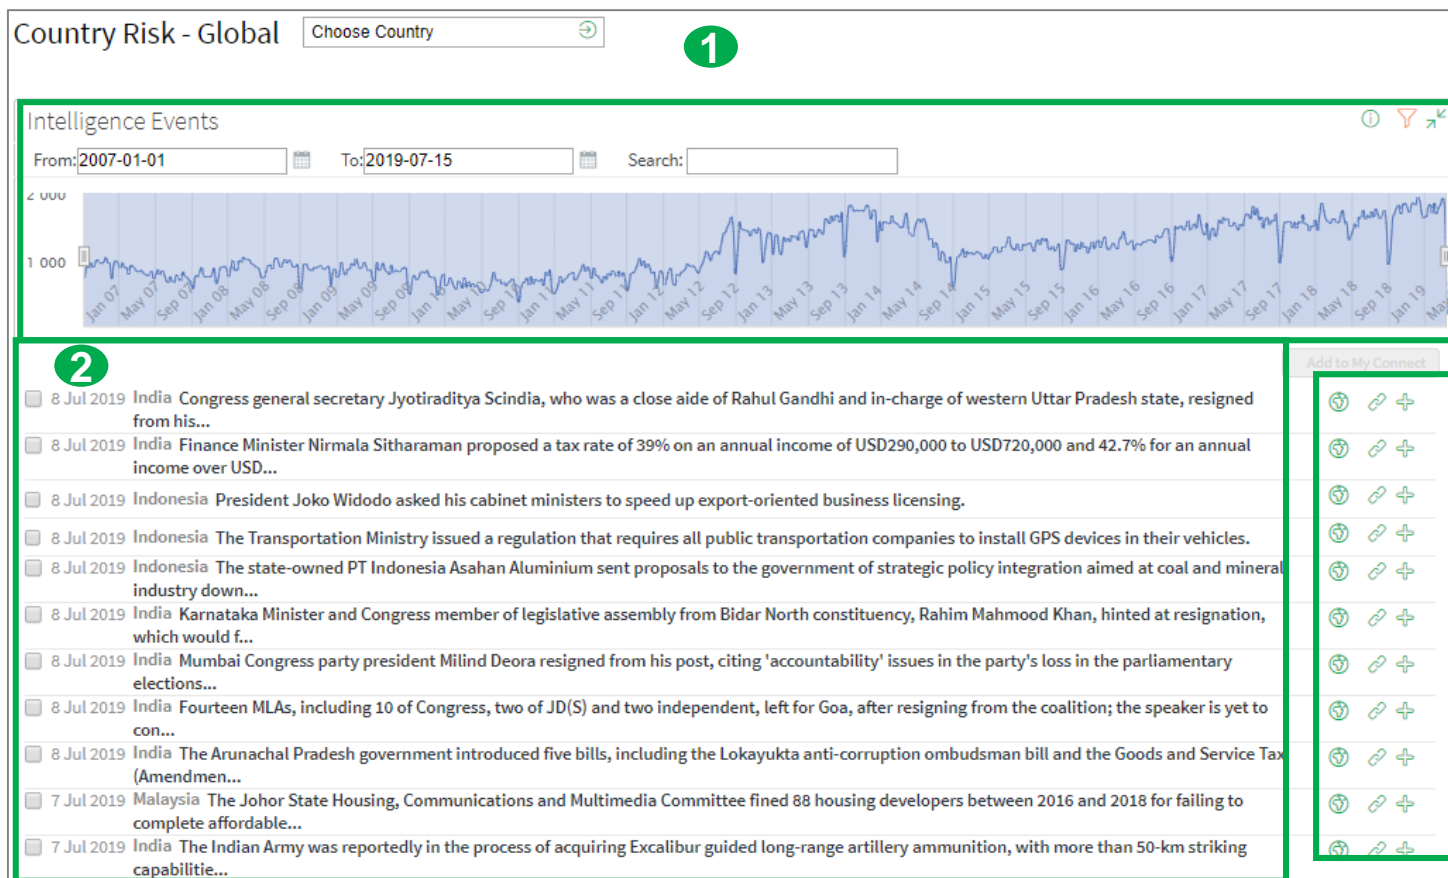 Country Risk - Global
Choose Country
1
Intelligence Events
From: 2007-01-01
To: 2019-07-15
Search:
2 000
1 000
Jan 07 May 07 Sep 07 Jan 08 May 08 Sep 08 Jan 09 May 09 Sep 09 Jan 10 May 10 Sep 10 Jan 11 May 11 Sep 11 Jan 12 May 12 Sep 12 Jan 13 May 13 Sep 13 Jan 14 May 14 Sep 14 Jan 15 May 15 Sep 15 Jan 16 May 16 Sep 16 Jan 17 May 17 Sep 17 Jan 18 May 18 Sep 18 Jan 19
2
Add to My Connect
8 Jul 2019 India Congress general secretary Jyotiraditya Scindia, who was a close aide of Rahul Gandhi and in-charge of western Uttar Pradesh state, resigned
from his...
8 Jul 2019 India Finance Minister Nirmala Sitharaman proposed a tax rate of 39% on an annual income of USD290,000 to USD720,000 and 42.7% for an annual
income over USD...
8 Jul 2019 Indonesia President Joko Widodo asked his cabinet ministers to speed up export-oriented business licensing.
8 Jul 2019 Indonesia The Transportation Ministry issued a regulation that requires all public transportation companies to install GPS devices in their vehicles.
8 Jul 2019 Indonesia The state-owned PT Indonesia Asahan Aluminium sent proposals to the government of strategic policy integration aimed at coal and mineral
industry down...
8 Jul 2019 India Karnataka Minister and Congress member of legislative assembly from Bidar North constituency, Rahim Mahmood Khan, hinted at resignation,
which would f...
8 Jul 2019 India Mumbai Congress party president Milind Deora resigned from his post, citing 'accountability' issues in the party's loss in the parliamentary
elections...
8 Jul 2019 India Fourteen MLAs, including 10 of Congress, two of JD(S) and two independent, left for Goa, after resigning from the coalition; the speaker is yet to
con...
8 Jul 2019 India The Arunachal Pradesh government introduced five bills, including the Lokayukta anti-corruption ombudsman bill and the Goods and Service Tax
(Amendmen...
7 Jul 2019 Malaysia The Johor State Housing, Communications and Multimedia Committee fined 88 housing developers between 2016 and 2018 for failing to
complete affordable...
7 Jul 2019 India The Indian Army was reportedly in the process of acquiring Excalibur guided long-range artillery ammunition, with more than 50-km striking
capabilitie...